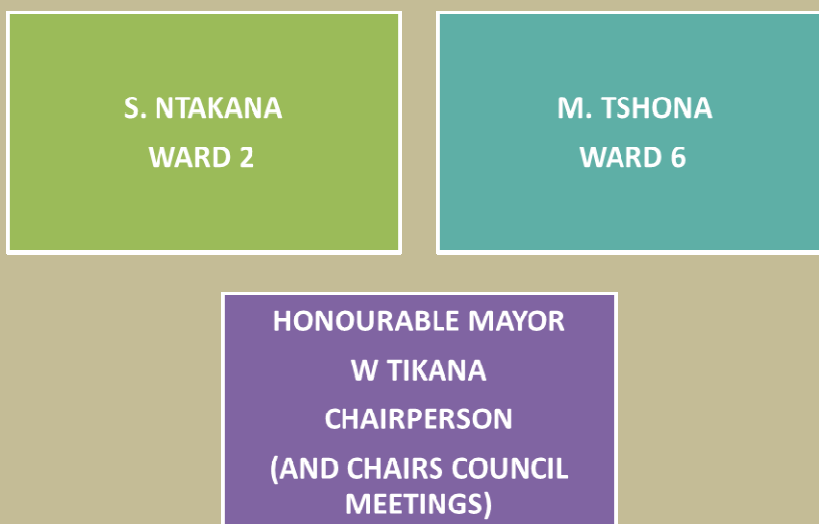 S. NTAKANA
WARD 2
M. TSHONA
WARD 6
HONOURABLE MAYOR
W TIKANA
CHAIRPERSON
(AND CHAIRS COUNCIL
MEETINGS)